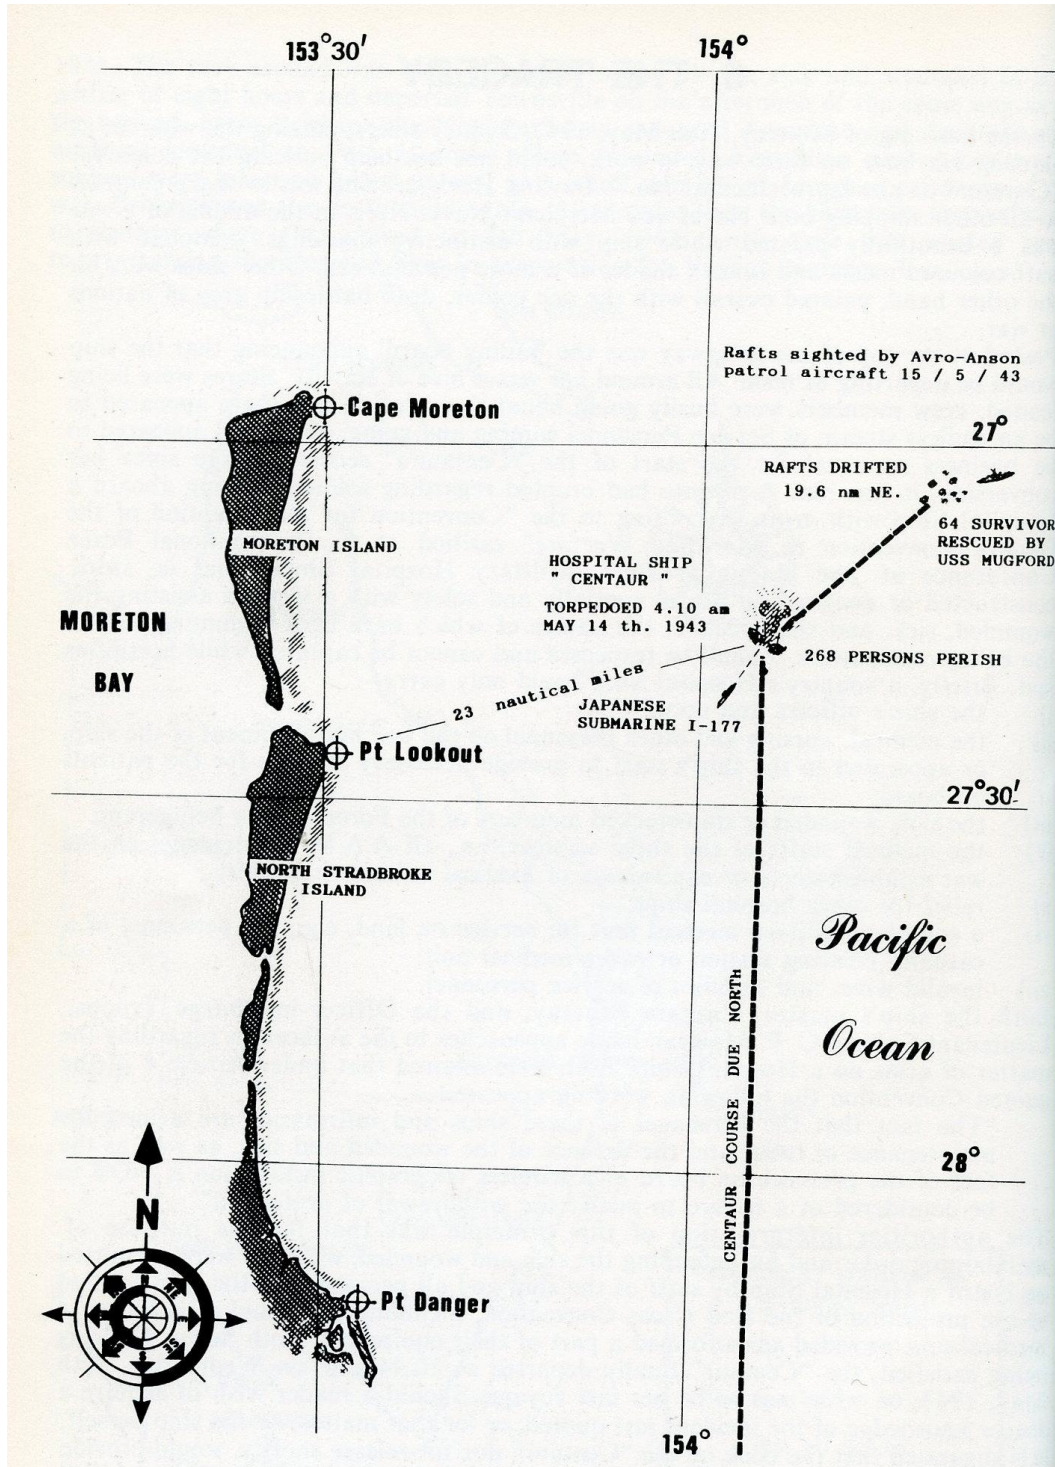 153°30'
154°
Rafts sighted by Avro-Anson
patrol aircraft 15 / 5 / 43
Cape Moreton
27°
RAFTS DRIFTED
19.6 nm NE.
64 SURVIVOR
RESCUED BY
USS MUGFORD
MORETON ISLAND
HOSPITAL SHIP
" CENTAUR "
TORPEDOED 4.10 am
MAY 14 th. 1943
MORETON
BAY
268 PERSONS PERISH
23 nautical miles
JAPANESE
SUBMARINE I-177
Pt Lookout
27°30'
NORTH STRADBROKE
ISLAND
Pacific
Ocean
CENTAUR COURSE DUE NORTH
28°
N
N
NE
E
SE
S
Pt Danger
154°